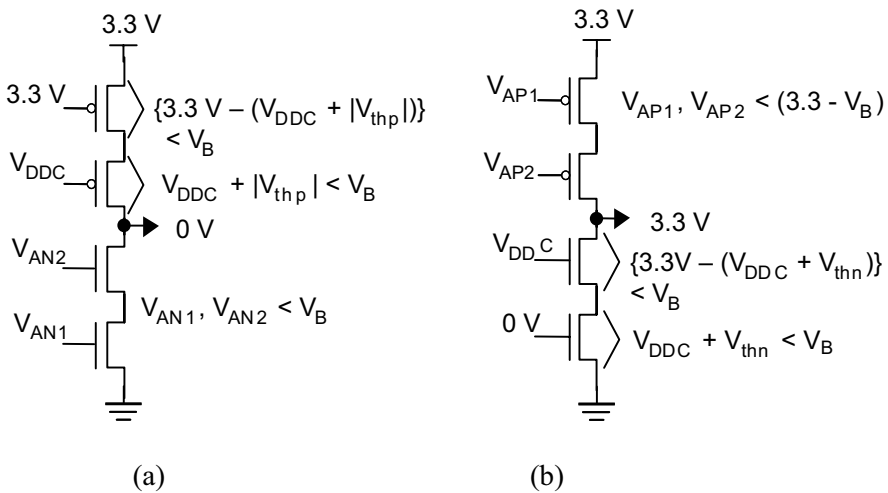 3.3 V
3.3 V
{3.3 V – (V_DDC + |V_thp|)}
< V_B
V_DDC
V_DDC + |V_thp| < V_B
0 V
V_AN2
V_AN1, V_AN2 < V_B
V_AN1
(a)
3.3 V
V_AP1
V_AP1, V_AP2 < (3.3 - V_B)
V_AP2
3.3 V
V_DDC
{3.3V – (V_DDC + V_thn)}
< V_B
0 V
V_DDC + V_thn < V_B
(b)